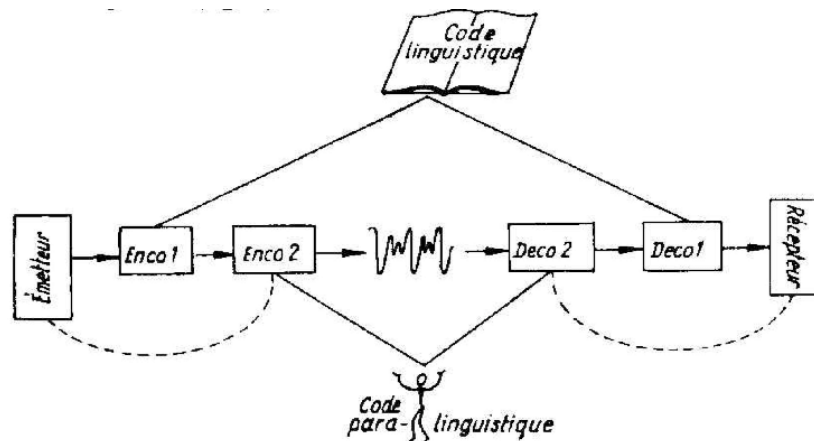 Code
linguistique
Émetteur
Enco 1
Enco 2
Deco 2
Deco 1
Récepteur
Code
para- linguistique